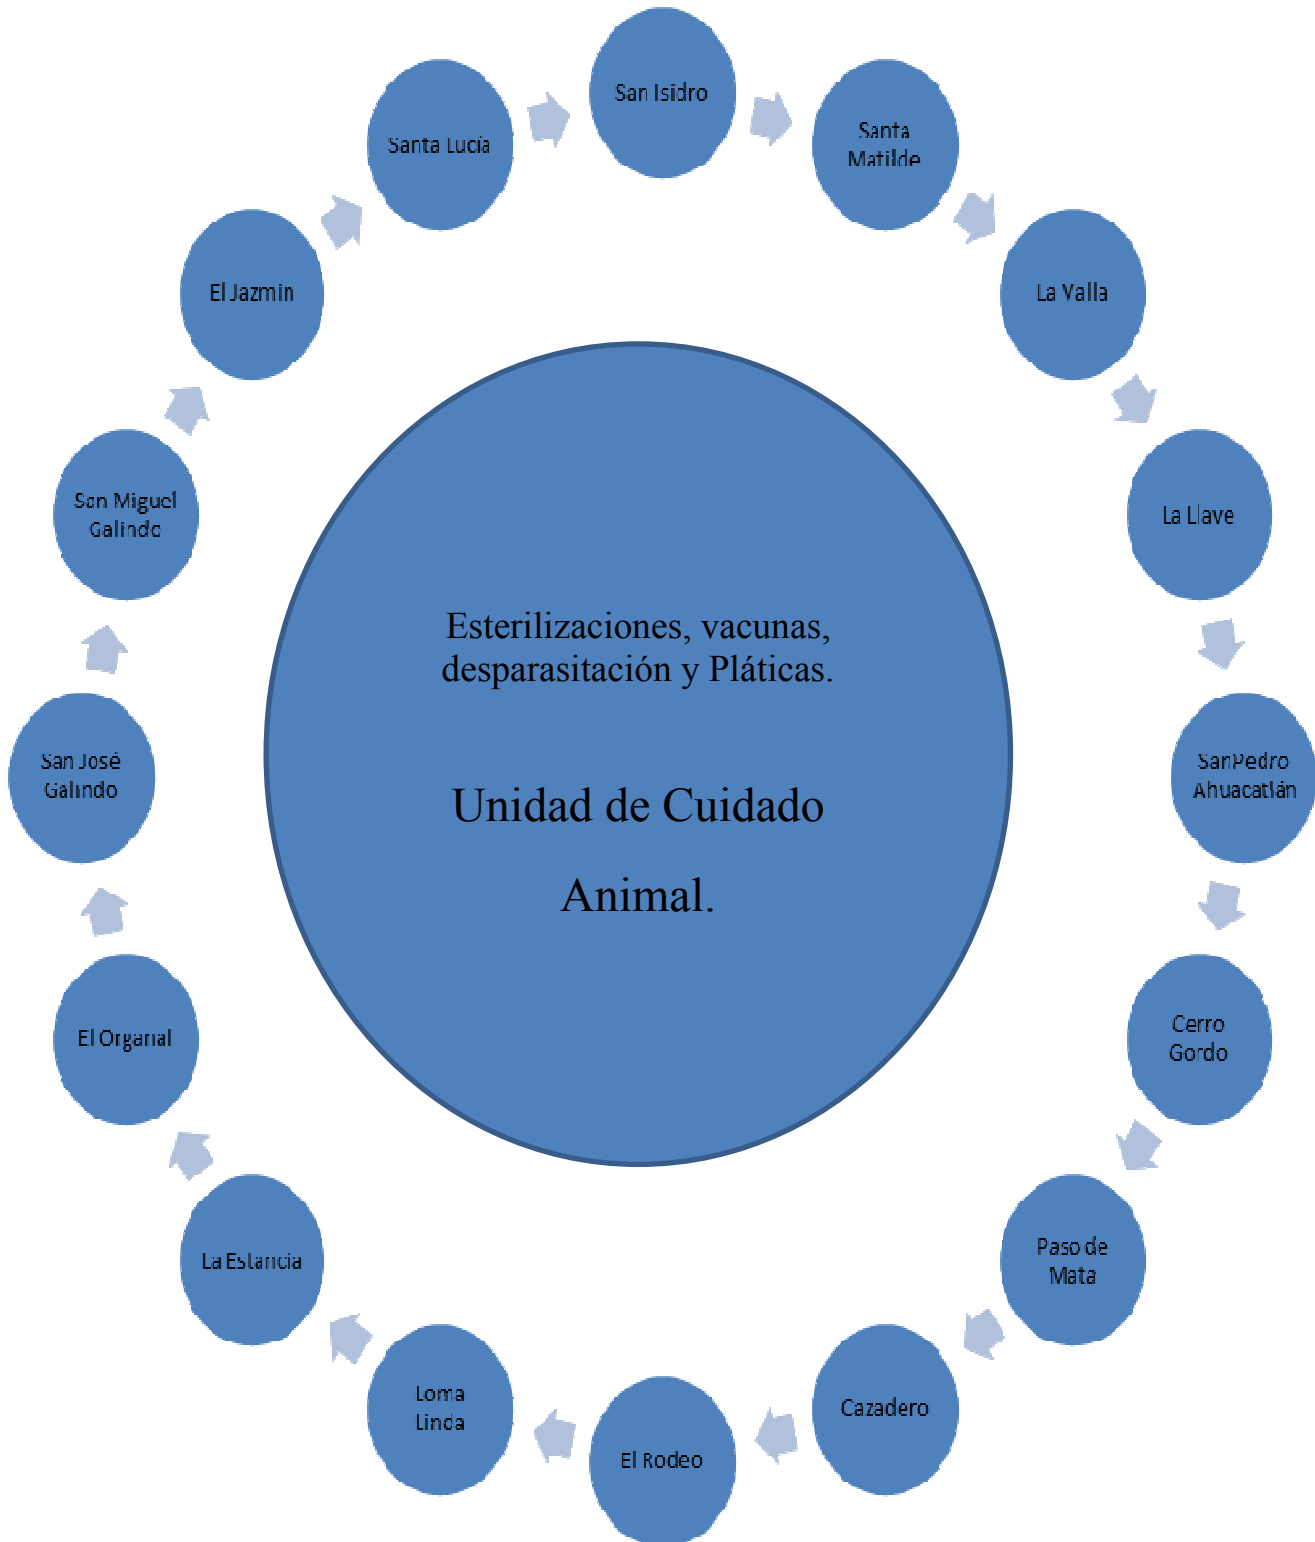 San Isidro
Santa
Matilde
La Valla
La Llave
SanPedro
Ahuacatlán
Cerro
Gordo
Paso de
Mata
Cazadero
El Rodeo
Loma
Linda
La Estancia
El Organal
San José
Galindo
San Miguel
Galindo
El Jazmin
Santa Lucía
Esterilizaciones, vacunas,
desparasitación y Pláticas.
Unidad de Cuidado
Animal.